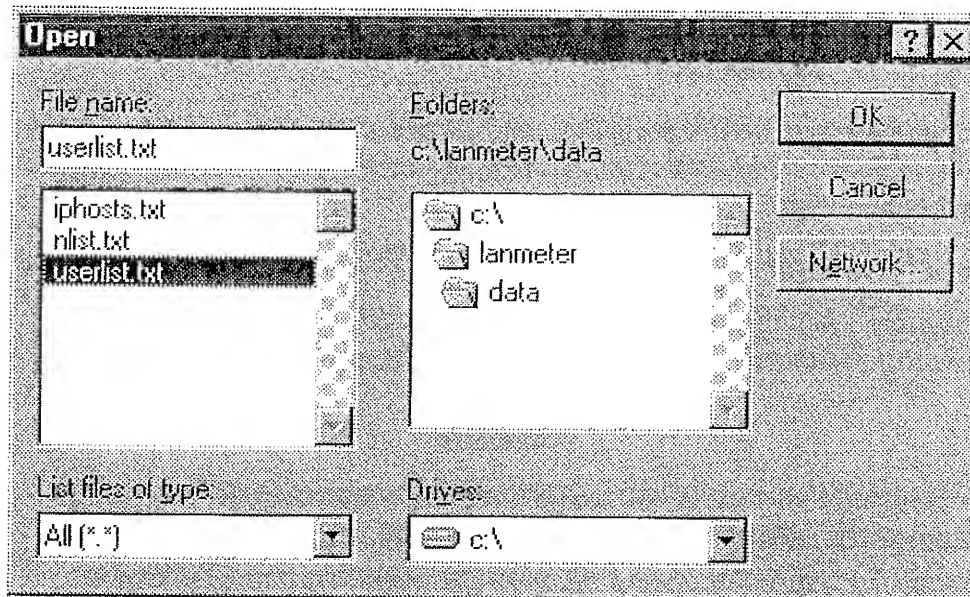 Open
File name:
userlist.txt
iphosts.txt
nlist.txt
userlist.txt
List files of type:
All (*.*)
Folders:
c:\lanmeter\data
c:\
lanmeter
data
Drives:
c:\
OK
Cancel
Network...